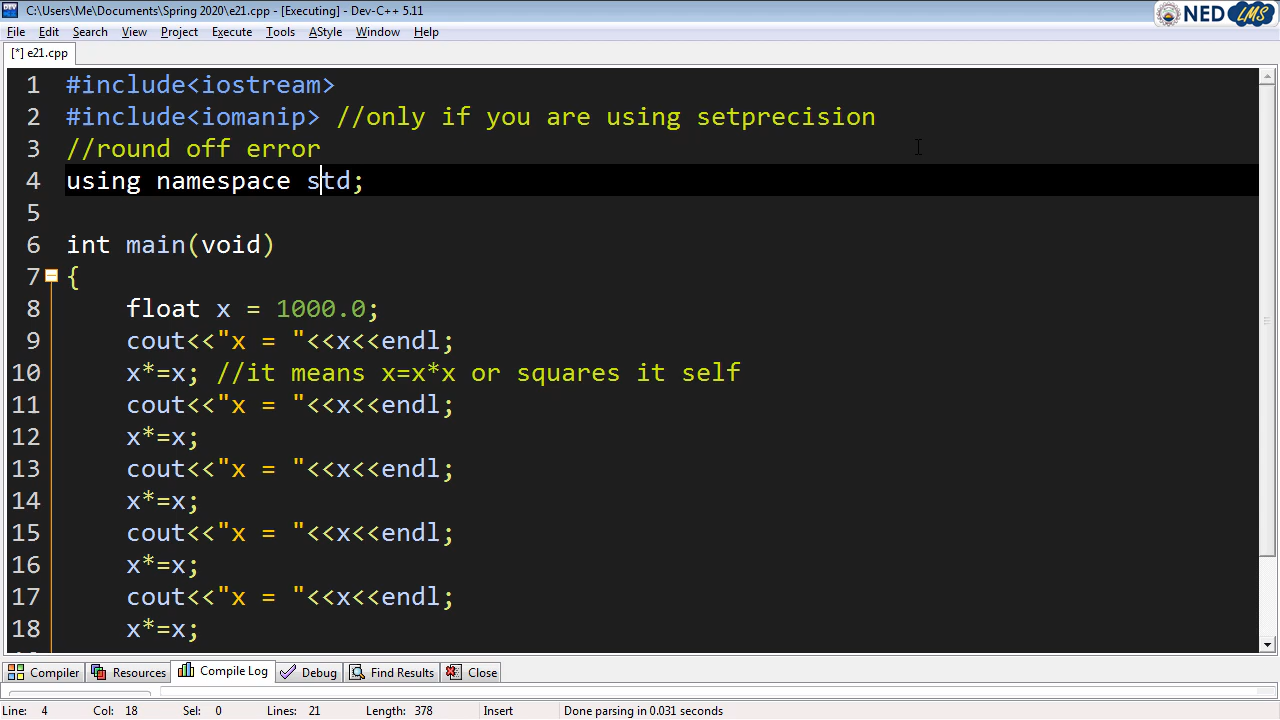 C:\Users\Me\Documents\Spring 2020\e21.cpp - [Executing] - Dev-C++ 5.11
NED LMS
File Edit Search View Project Execute Tools AStyle Window Help
[*] e21.cpp
1 #include<iostream>
2 #include<iomanip> //only if you are using setprecision
3 //round off error
4 using namespace std;
5
6 int main(void)
7 {
8 float x = 1000.0;
9 cout<<"x = "<<x<<endl;
10 x*=x; //it means x=x*x or squares it self
11 cout<<"x = "<<x<<endl;
12 x*=x;
13 cout<<"x = "<<x<<endl;
14 x*=x;
15 cout<<"x = "<<x<<endl;
16 x*=x;
17 cout<<"x = "<<x<<endl;
18 x*=x;
Compiler Resources Compile Log Debug Find Results Close
Line: 4 Col: 18 Sel: 0 Lines: 21 Length: 378 Insert Done parsing in 0.031 seconds